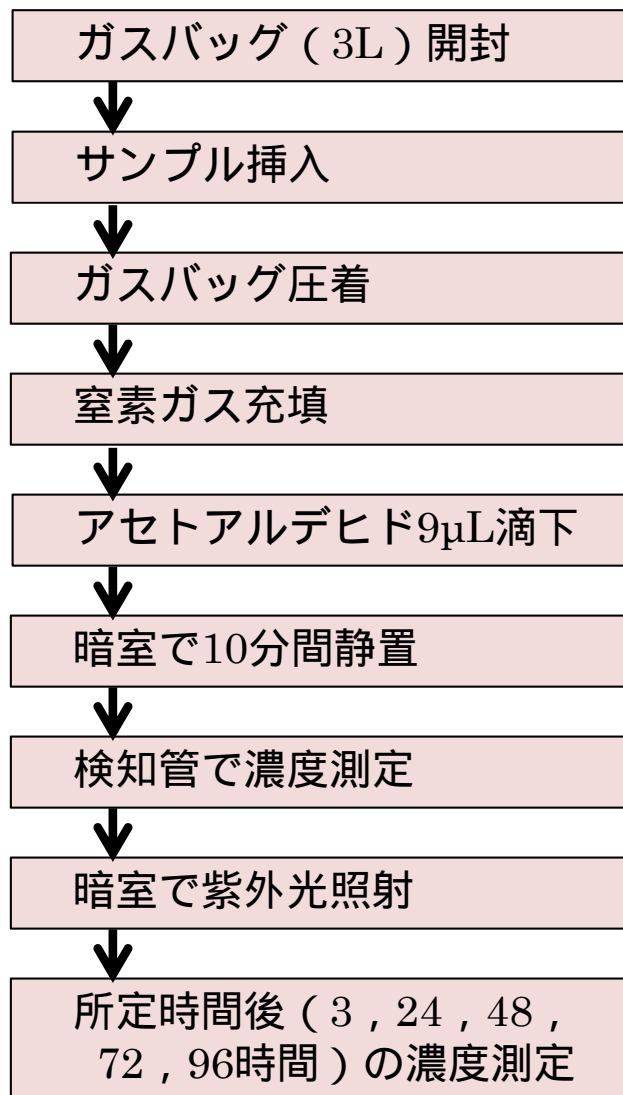 ガスバッグ（3L）開封
サンプル挿入
ガスバッグ圧着
窒素ガス充填
アセトアルデヒド9µL滴下
暗室で10分間静置
検知管で濃度測定
暗室で紫外光照射
所定時間後（3，24，48，
72，96時間）の濃度測定